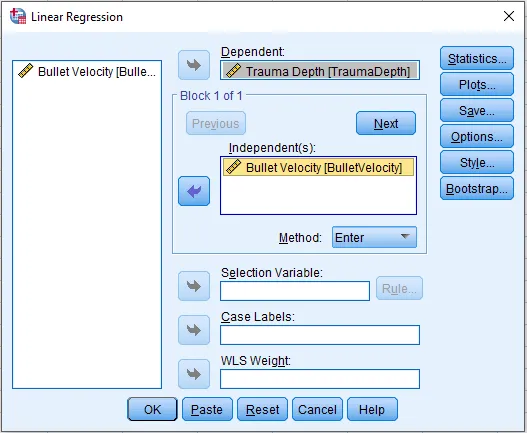 Linear Regression
Bullet Velocity [Bulle...
Dependent:
Trauma Depth [TraumaDepth]
Block 1 of 1
Previous
Next
Independent(s):
Bullet Velocity [BulletVelocity]
Method:
Enter
Selection Variable:
Rule...
Case Labels:
WLS Weight:
Statistics...
Plots...
Save...
Options...
Style...
Bootstrap...
OK
Paste
Reset
Cancel
Help